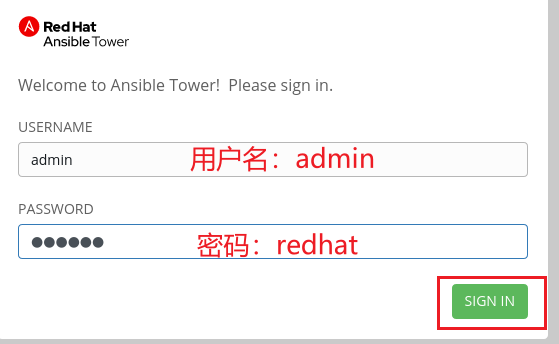 Red Hat
Ansible Tower
Welcome to Ansible Tower!  Please sign in.
USERNAME
admin 用户名：admin
PASSWORD
●●●●●● 密码：redhat
SIGN IN